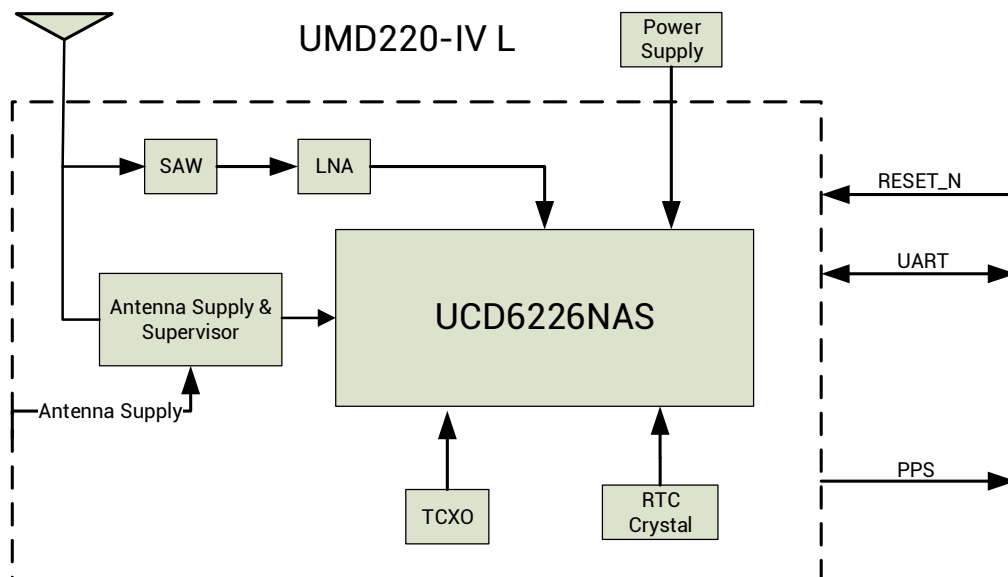 UMD220-IV L
Power
Supply
SAW
LNA
RESET_N
UART
Antenna Supply &
Supervisor
UCD6226NAS
Antenna Supply
PPS
TCXO
RTC
Crystal